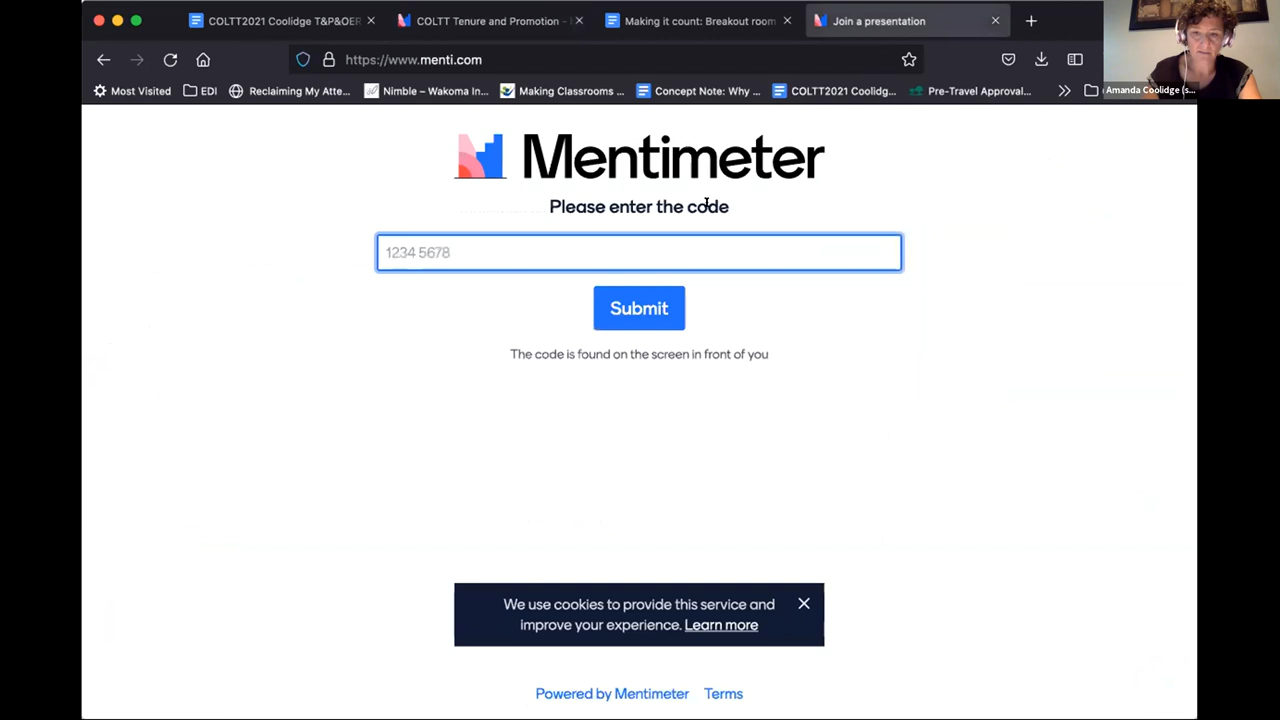 COLTT2021 Coolidge T&P&OER
COLTT Tenure and Promotion -
Making it count: Breakout room
Join a presentation
https://www.menti.com
Most Visited
EDI
Reclaiming My Atte...
Nimble – Wakoma In...
Making Classrooms ...
Concept Note: Why ...
COLTT2021 Coolidg...
Pre-Travel Approval...
Amanda Coolidge (s...
Mentimeter
Please enter the code
1234 5678
Submit
The code is found on the screen in front of you
We use cookies to provide this service and
improve your experience. Learn more
Powered by Mentimeter
Terms